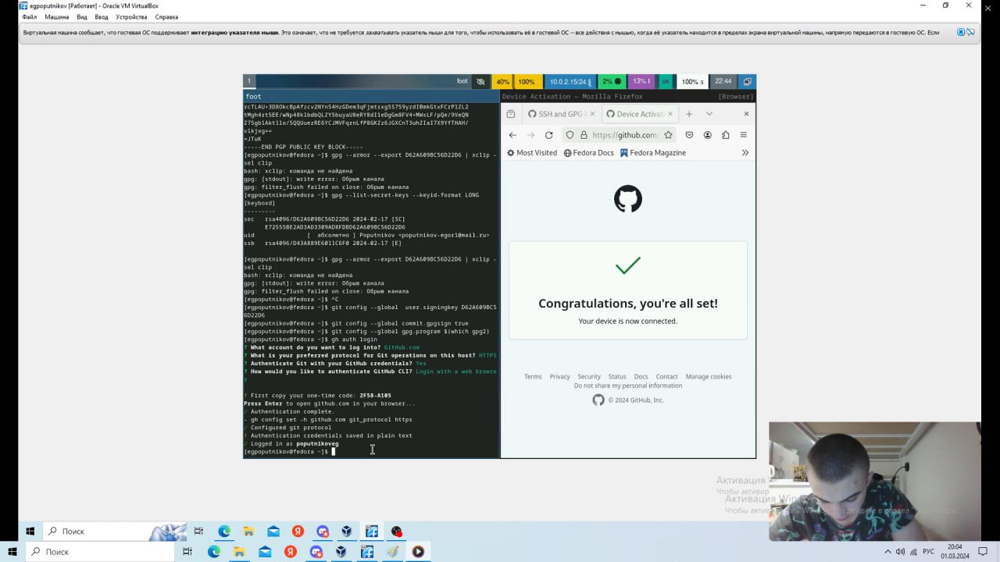 egpoputnikov [Работает] - Oracle VM VirtualBox
Файл Машина Вид Ввод Устройства Справка
Виртуальная машина сообщает, что гостевая ОС поддерживает интеграцию указателя мыши. Это означает, что не требуется захватывать указатель мыши для того, чтобы использовать её в гостевой ОС -- все действия с мышью, когда её указатель находится в пределах экрана виртуальной машины, напрямую передаются в гостевую ОС. Если
1 foot 40% 100% 10.0.2.15/24 2% 13% us 100% 22:44
foot
rcTLAU+3D8OkcBpAfzcv2NYn54HzGDem3qFjmtsxg5S759yzdIBmkGtxFCrP1ZL2
tMgh4rt5EE/wNp48klbdbQLZY5buyaU8eRY8dI1eDgGm8FV4+MWsLF/pQe/9VeQN
Z75gb1Akt1lo/5QQUuezRE6YCJMVFqrnLfP8GKZz6JGXCnT3uhZIaI7X9YfTHAH/
vlkjxg==
=JTuK
-----END PGP PUBLIC KEY BLOCK-----
[egpoputnikov@fedora ~]$ gpg --armor --export D62A609BC56D22D6 | xclip -
sel clip
bash: xclip: команда не найдена
gpg: [stdout]: write error: Обрыв канала
gpg: filter_flush failed on close: Обрыв канала
[egpoputnikov@fedora ~]$ gpg --list-secret-keys --keyid-format LONG
[keyboxd]
---------
sec rsa4096/D62A609BC56D22D6 2024-02-17 [SC]
E72555BE2AD3AD3309AD8FDBD62A609BC56D22D6
uid [ абсолютно ] Poputnikov <poputnikov-egor1@mail.ru>
ssb rsa4096/D43A889E6011C6F0 2024-02-17 [E]
[egpoputnikov@fedora ~]$ gpg --armor --export D62A609BC56D22D6 | xclip -
sel clip
bash: xclip: команда не найдена
gpg: [stdout]: write error: Обрыв канала
gpg: filter_flush failed on close: Обрыв канала
[egpoputnikov@fedora ~]$ ^C
[egpoputnikov@fedora ~]$ git config --global user.signingkey D62A609BC5
6D22D6
[egpoputnikov@fedora ~]$ git config --global commit.gpgsign true
[egpoputnikov@fedora ~]$ git config --global gpg.program $(which gpg2)
[egpoputnikov@fedora ~]$ gh auth login
? What account do you want to log into? GitHub.com
? What is your preferred protocol for Git operations on this host? HTTPS
? Authenticate Git with your GitHub credentials? Yes
? How would you like to authenticate GitHub CLI? Login with a web browse
r
! First copy your one-time code: 2F58-A105
Press Enter to open github.com in your browser...
✓ Authentication complete.
- gh config set -h github.com git_protocol https
✓ Configured git protocol
! Authentication credentials saved in plain text
✓ Logged in as poputnikoveg
[egpoputnikov@fedora ~]$
Device Activation — Mozilla Firefox [Browser]
SSH and GPG k Device Activati
https://github.com
Most Visited Fedora Docs Fedora Magazine
Congratulations, you're all set!
Your device is now connected.
Terms Privacy Security Status Docs Contact Manage cookies
Do not share my personal information
© 2024 GitHub, Inc.
Активация
Чтобы активир
Активация Windows
Чтобы активировать Windows, перейдите в раздел "Параметры".
Поиск
Поиск
РУС
20:04
01.03.2024